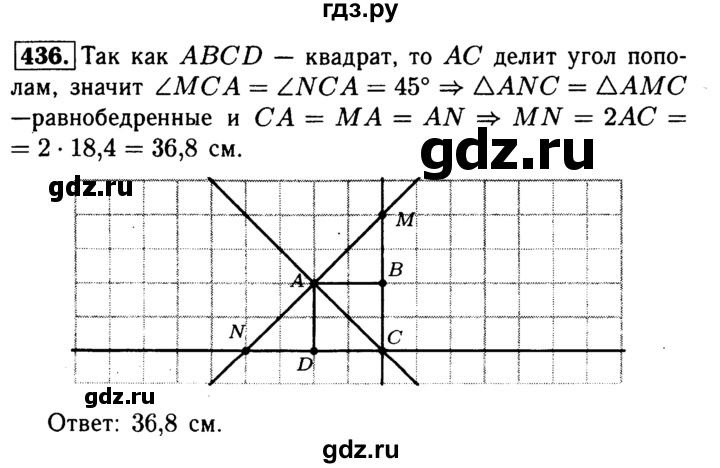 гдз.ру
436. Так как ABCD — квадрат, то AC делит угол попо-
лам, значит ∠MCA = ∠NCA = 45° ⇒ △ANC = △AMC
—равнобедренные и CA = MA = AN ⇒ MN = 2AC =
= 2 · 18,4 = 36,8 см.
gdz.ru
gdz.ru
M
A
B
N
C
D
gdz.ru
gdz.ru
Ответ: 36,8 см.
gdz.ru